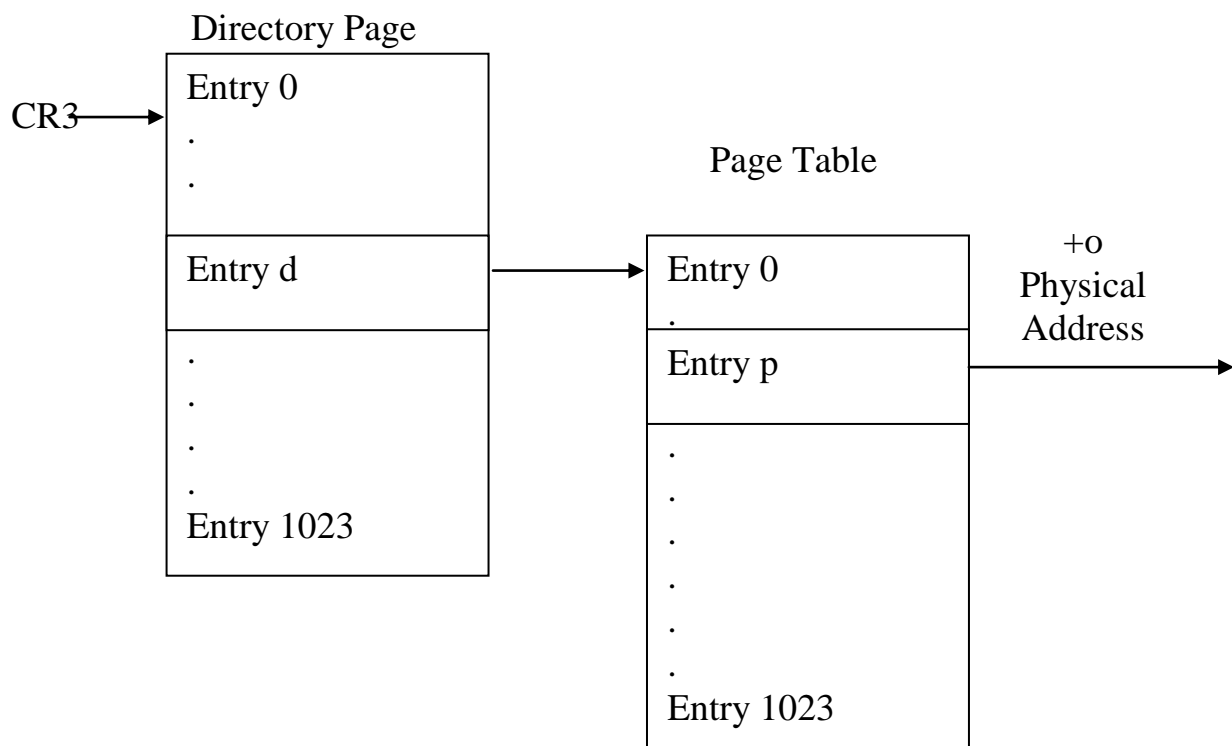 Directory Page
CR3
Entry 0
.
.
Entry d
.
.
.
.
Entry 1023
Page Table
Entry 0
.
Entry p
.
.
.
.
.
.
Entry 1023
+o
Physical
Address